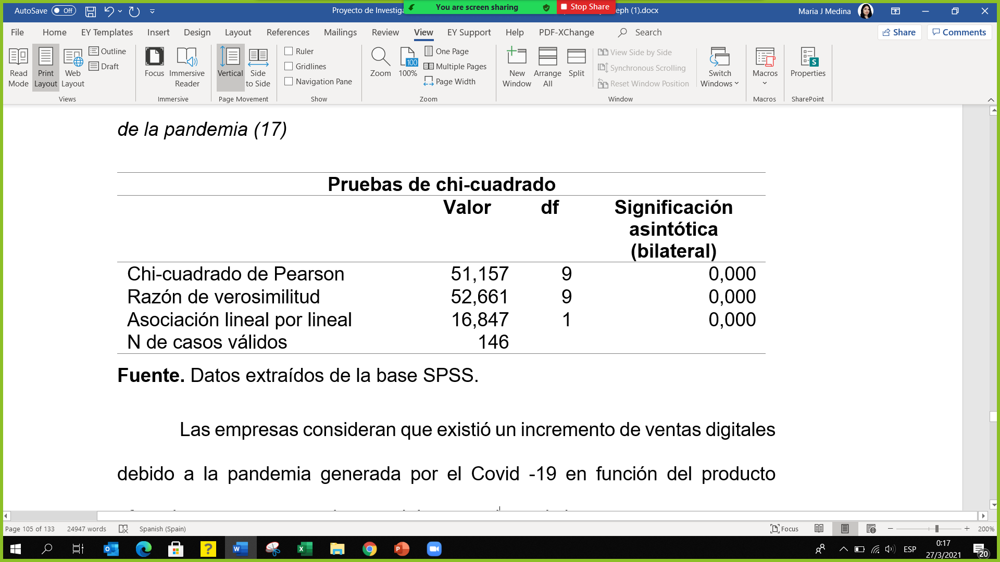 AutoSave Off
Proyecto de Investiga
You are screen sharing
Stop Share
eph (1).docx
Maria J Medina
File Home EY Templates Insert Design Layout References Mailings Review View EY Support Help PDF-XChange Search
Share Comments
Read Mode
Print Layout
Web Layout
Outline
Draft
Views
Focus
Immersive Reader
Immersive
Vertical
Side to Side
Page Movement
Ruler
Gridlines
Navigation Pane
Show
Zoom
100
100%
One Page
Multiple Pages
Page Width
Zoom
New Window
Arrange All
Split
View Side by Side
Synchronous Scrolling
Reset Window Position
Switch Windows
Window
Macros
Macros
Properties
SharePoint
de la pandemia (17)
Pruebas de chi-cuadrado
Valor df Significación
asintótica
(bilateral)
Chi-cuadrado de Pearson 51,157 9 0,000
Razón de verosimilitud 52,661 9 0,000
Asociación lineal por lineal 16,847 1 0,000
N de casos válidos 146
Fuente. Datos extraídos de la base SPSS.
Las empresas consideran que existió un incremento de ventas digitales
debido a la pandemia generada por el Covid -19 en función del producto
Page 105 of 133 24947 words Spanish (Spain) Focus 200%
ESP
0:17
27/3/2021
20